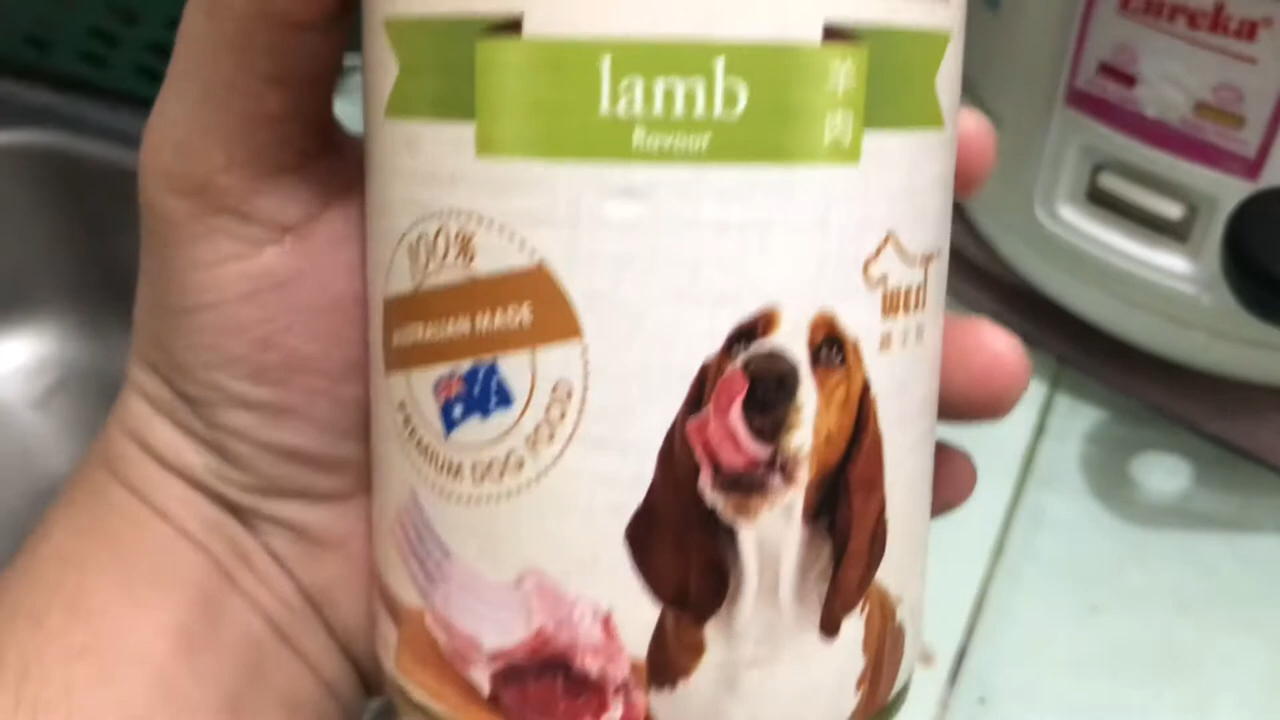 lamb
flavour
羊肉
100%
AUSTRALIAN MADE
PREMIUM DOG FOOD
Eureka